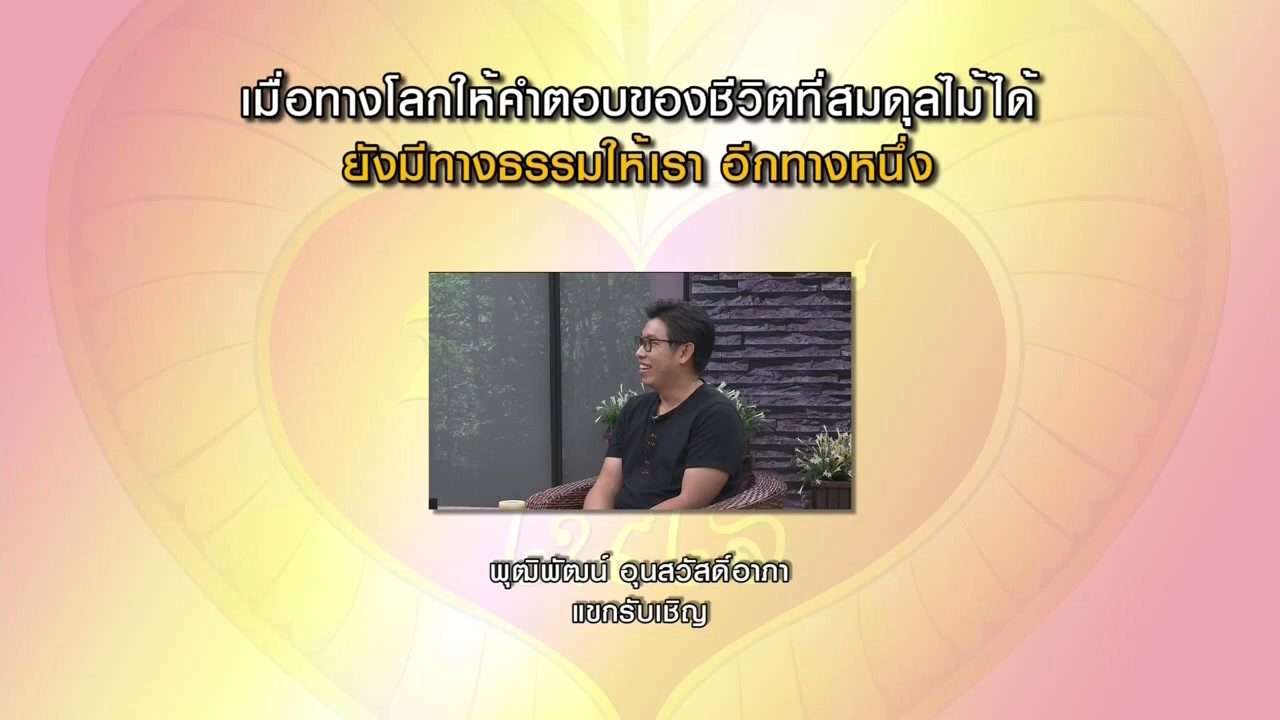 เมื่อทางโลกให้คำตอบของชีวิตที่สมดุลไม้ได้
ยังมีทางธรรมให้เรา อีกทางหนึ่ง
พุฒิพัฒน์ อุนสวัสดิ์อาภา
แขกรับเชิญ